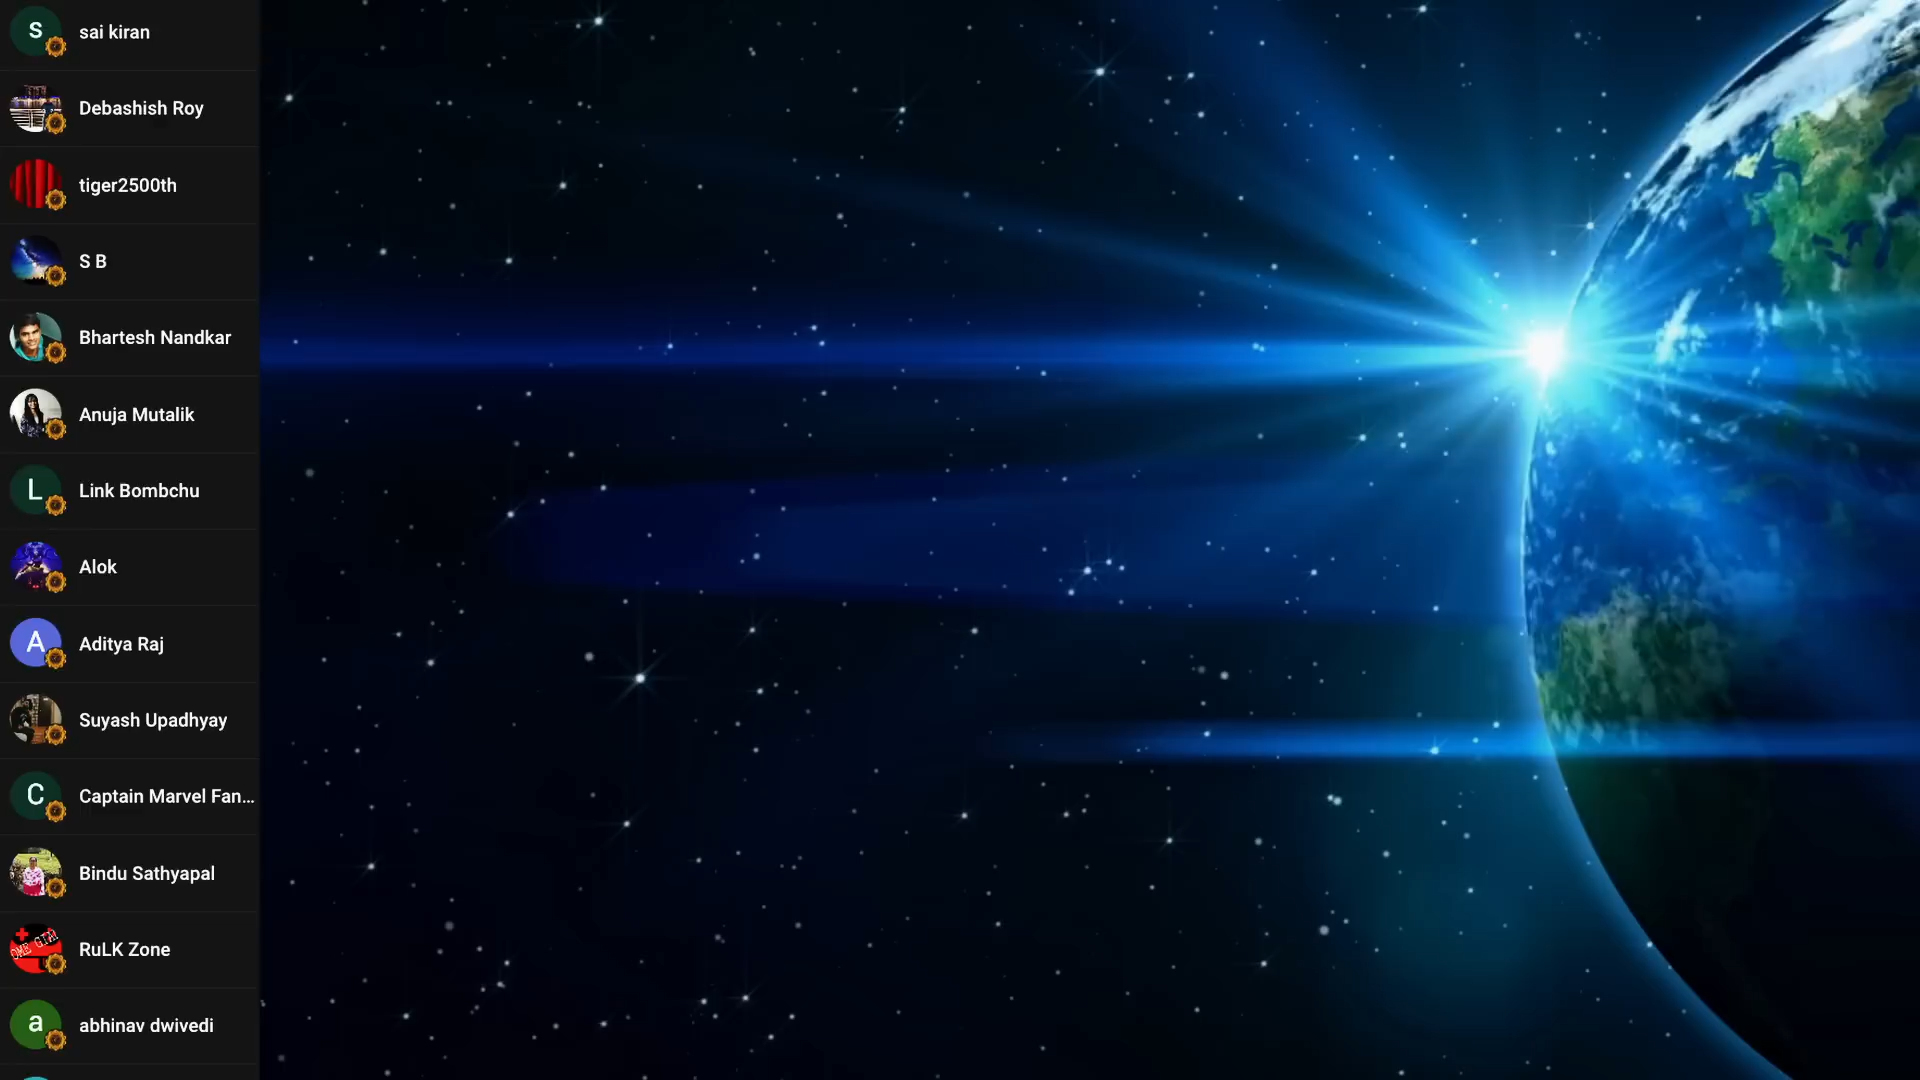 S sai kiran
Debashish Roy
tiger2500th
S B
Bhartesh Nandkar
Anuja Mutalik
L Link Bombchu
Alok
A Aditya Raj
Suyash Upadhyay
C Captain Marvel Fan...
Bindu Sathyapal
RuLK Zone
a abhinav dwivedi